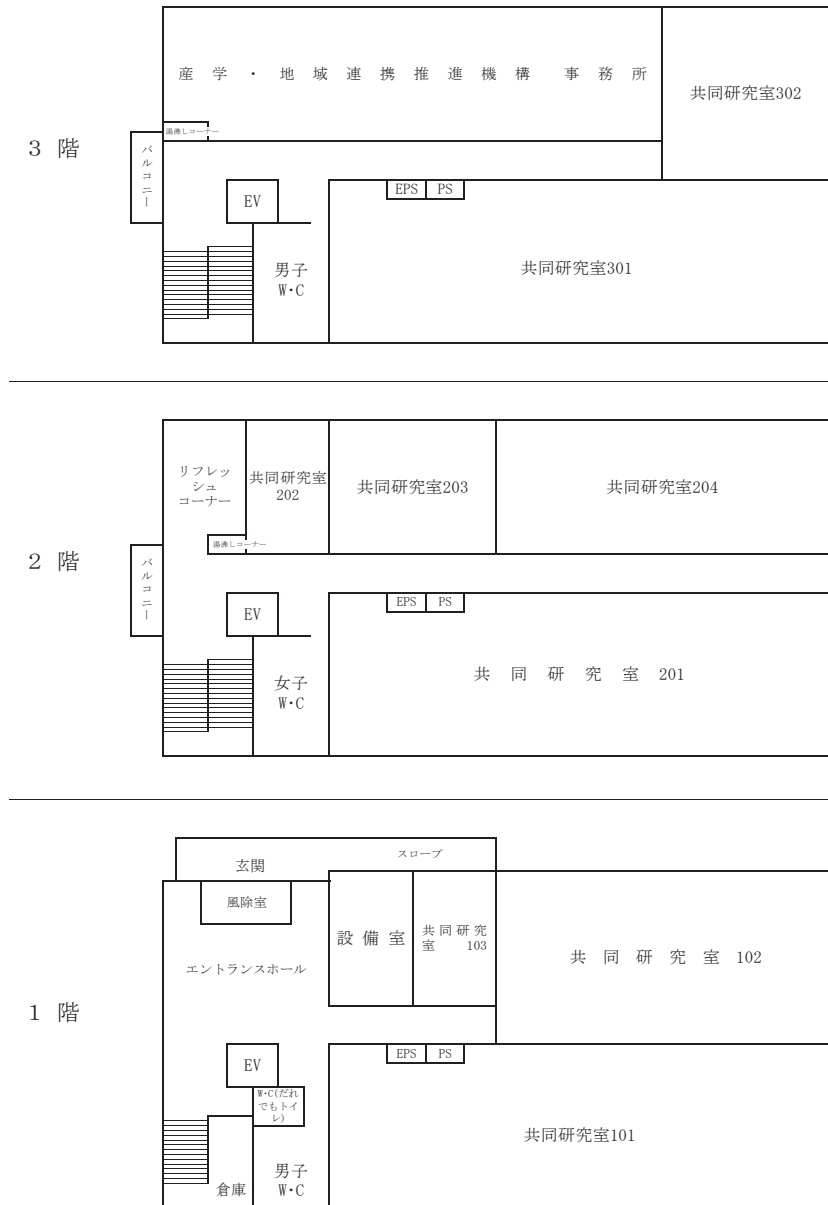 産学・地域連携推進機構 事務所
共同研究室302
湯沸しコーナー
3 階
バルコニー
EV
EPS
PS
共同研究室301
男子
W・C
リフレッ
シュ
コーナー
共同研究室
202
共同研究室203
共同研究室204
湯沸しコーナー
2 階
バルコニー
EV
EPS
PS
共同研究室 201
女子
W・C
スロープ
玄関
風除室
設備室
共同研究
室 103
共同研究室 102
エントランスホール
1 階
EV
EPS
PS
W・C(だれ
でもトイ
レ)
共同研究室101
男子
W・C
倉庫